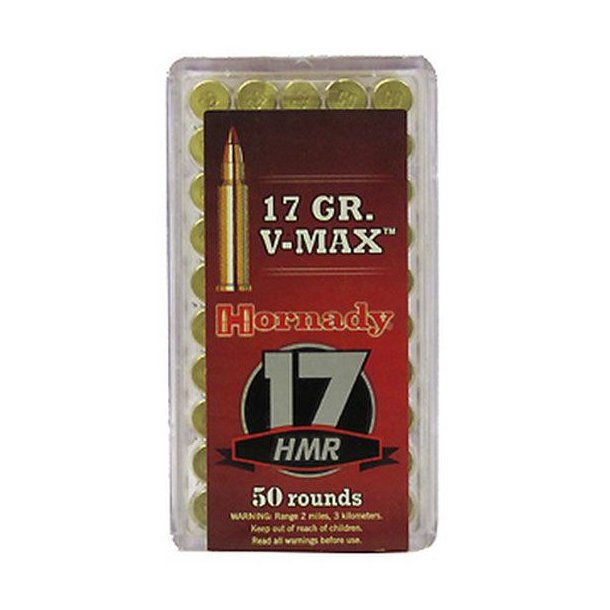 17 GR.
V-MAX™
Hornady
17
HMR
50 rounds
WARNING: Range 2 miles, 3 kilometers.
Keep out of reach of children.
Read all warnings before use.